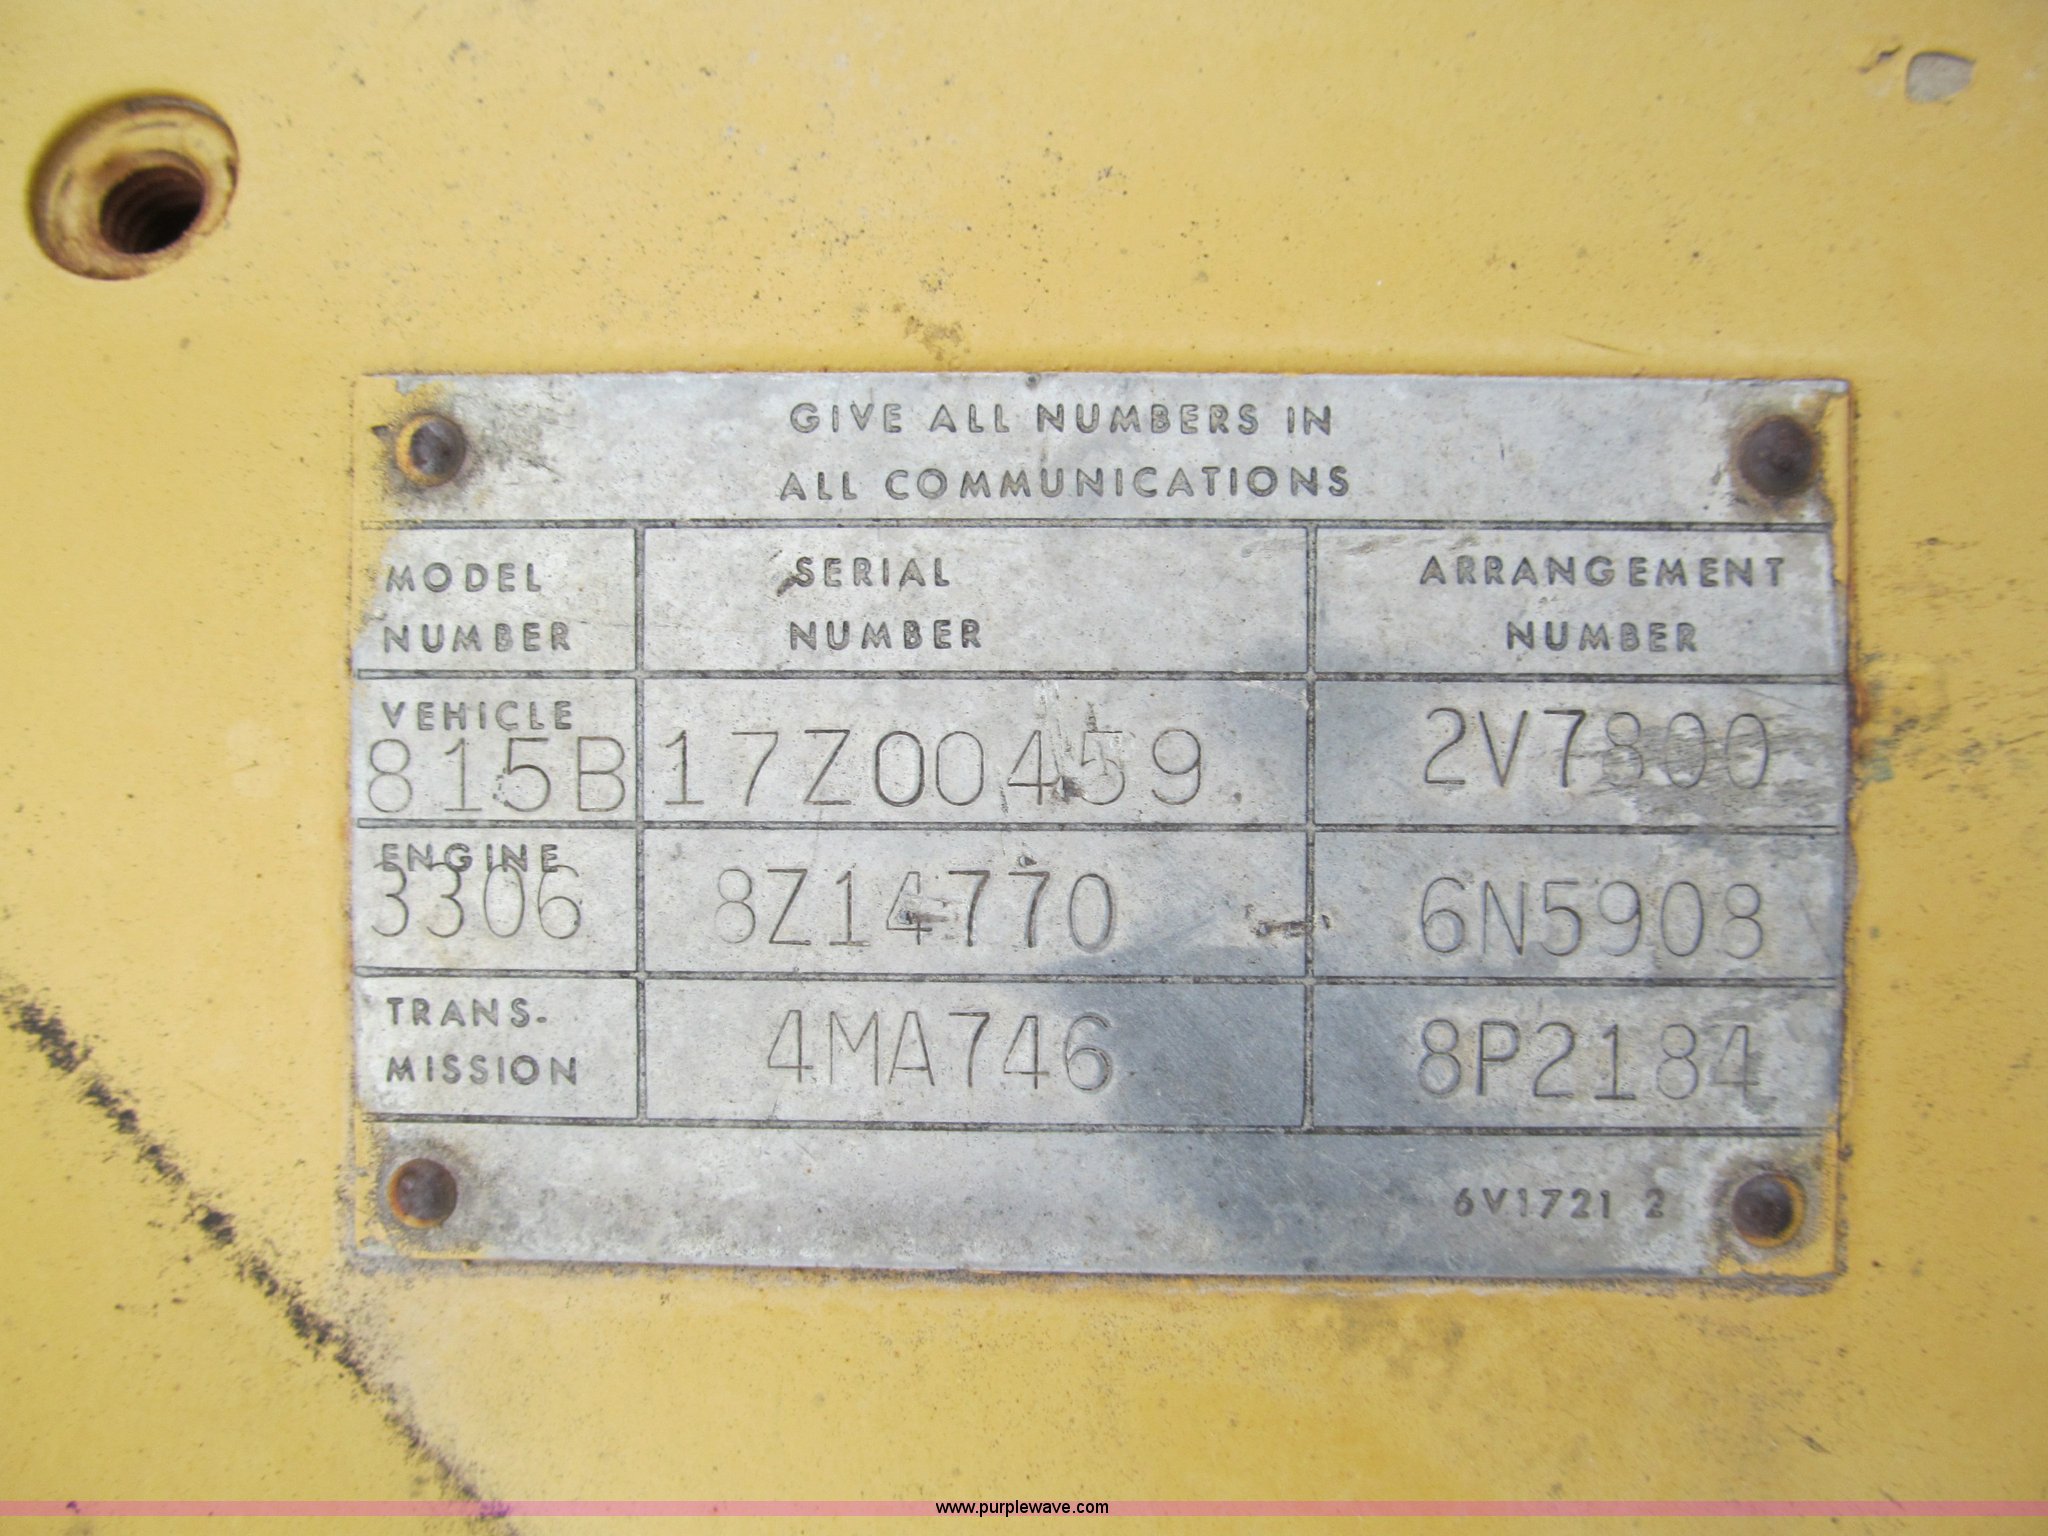 GIVE ALL NUMBERS IN
ALL COMMUNICATIONS
MODEL NUMBER
SERIAL NUMBER
ARRANGEMENT NUMBER
VEHICLE
815B 17Z00459 2V7800
ENGINE
3306 8Z14770 6N5908
TRANS-
MISSION 4MA746 8P2184
6V1721 2
www.purplewave.com